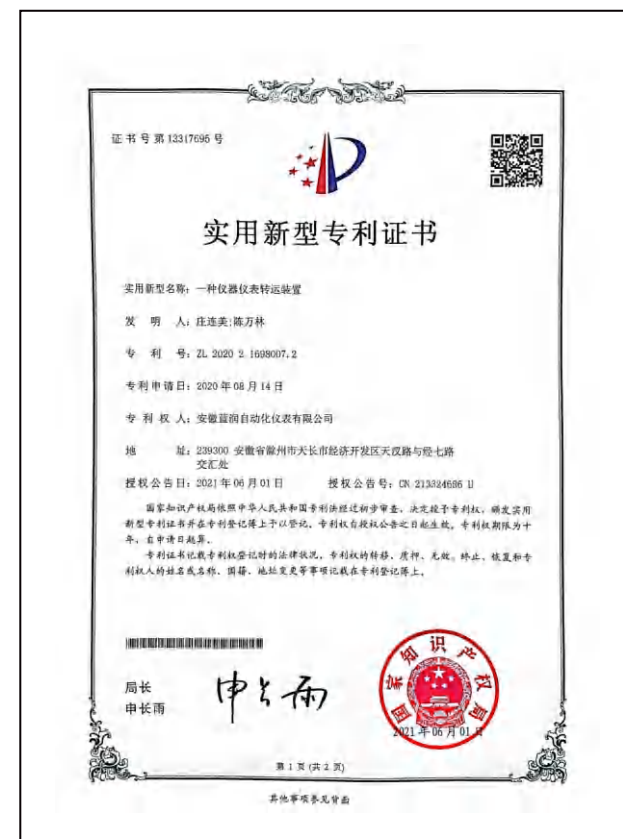 证书号第13317695号
实用新型专利证书
实用新型名称：一种仪器仪表转运装置
发 明 人：庄连美;陈万林
专 利 号：ZL 2020 2 1698007.2
专利申请日：2020年08月14日
专 利 权 人：安徽蓝润自动化仪表有限公司
地 址：239300 安徽省滁州市天长市经济开发区天汉路与经七路
交汇处
授权公告日：2021年06月01日 授权公告号：CN 213324696 U
国家知识产权局依照中华人民共和国专利法经过初步审查，决定授予专利权，颁发实用
新型专利证书并在专利登记簿上予以登记。专利权自授权公告之日起生效。专利权期限为十
年，自申请日起算。
专利证书记载专利权登记时的法律状况。专利权的转移、质押、无效、终止、恢复和专
利权人的姓名或名称、国籍、地址变更等事项记载在专利登记簿上。
局长
申长雨
申长雨
国家知识产权局
2021年06月01日
第 1 页 (共 2 页)
其他事项参见背面